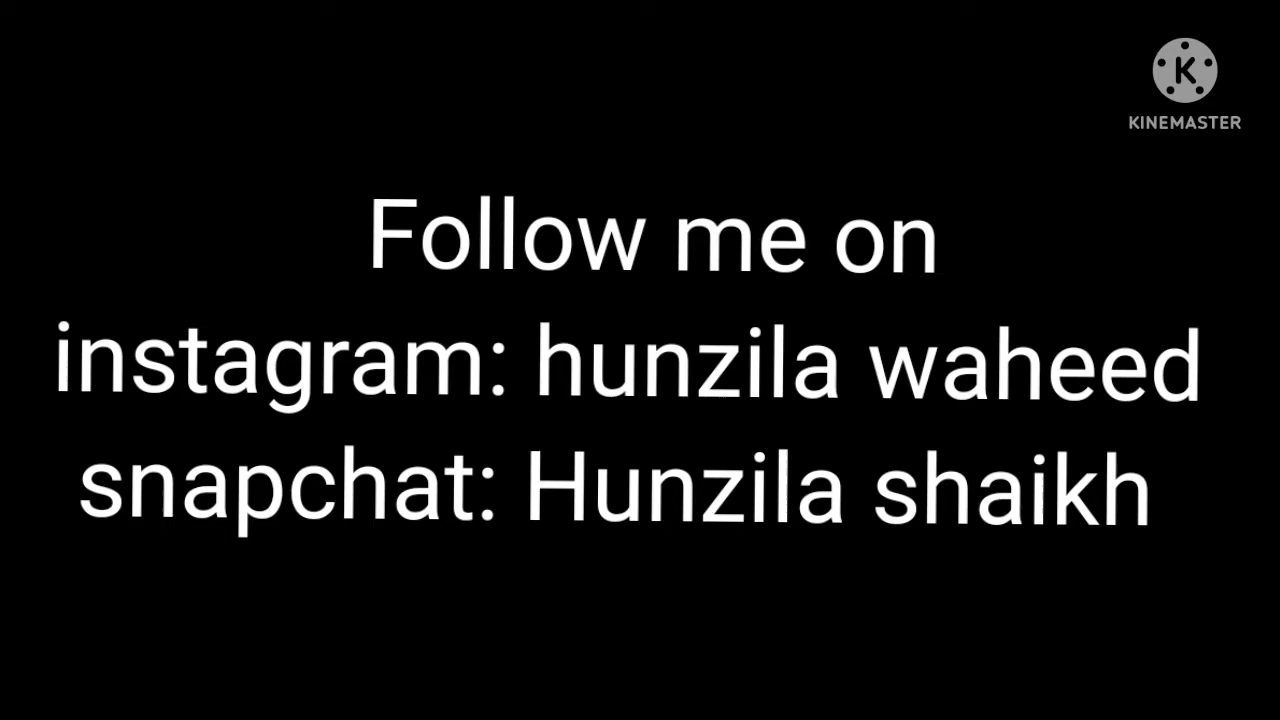 K
KINEMASTER
Follow me on
instagram: hunzila waheed
snapchat: Hunzila shaikh